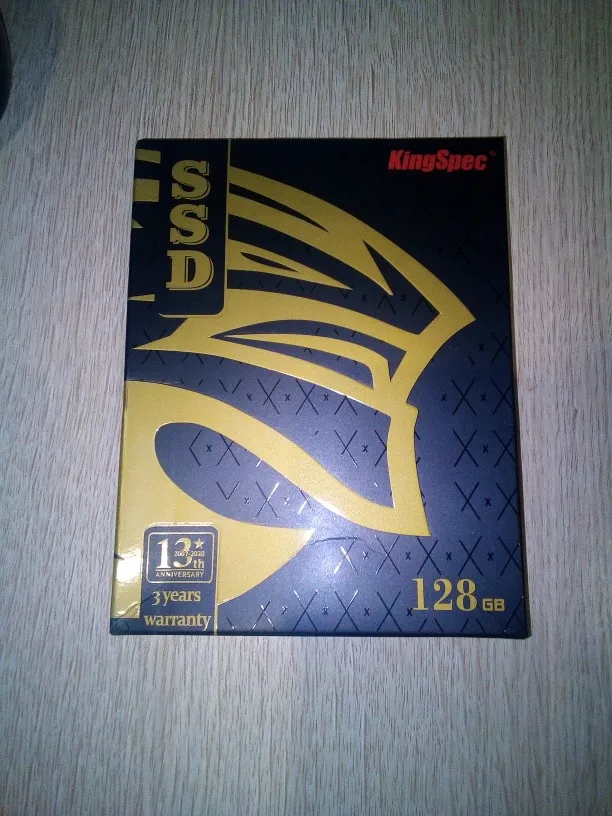 SSD
KingSpec®
13th
2007-2020
ANNIVERSARY
3 years
warranty
128 GB